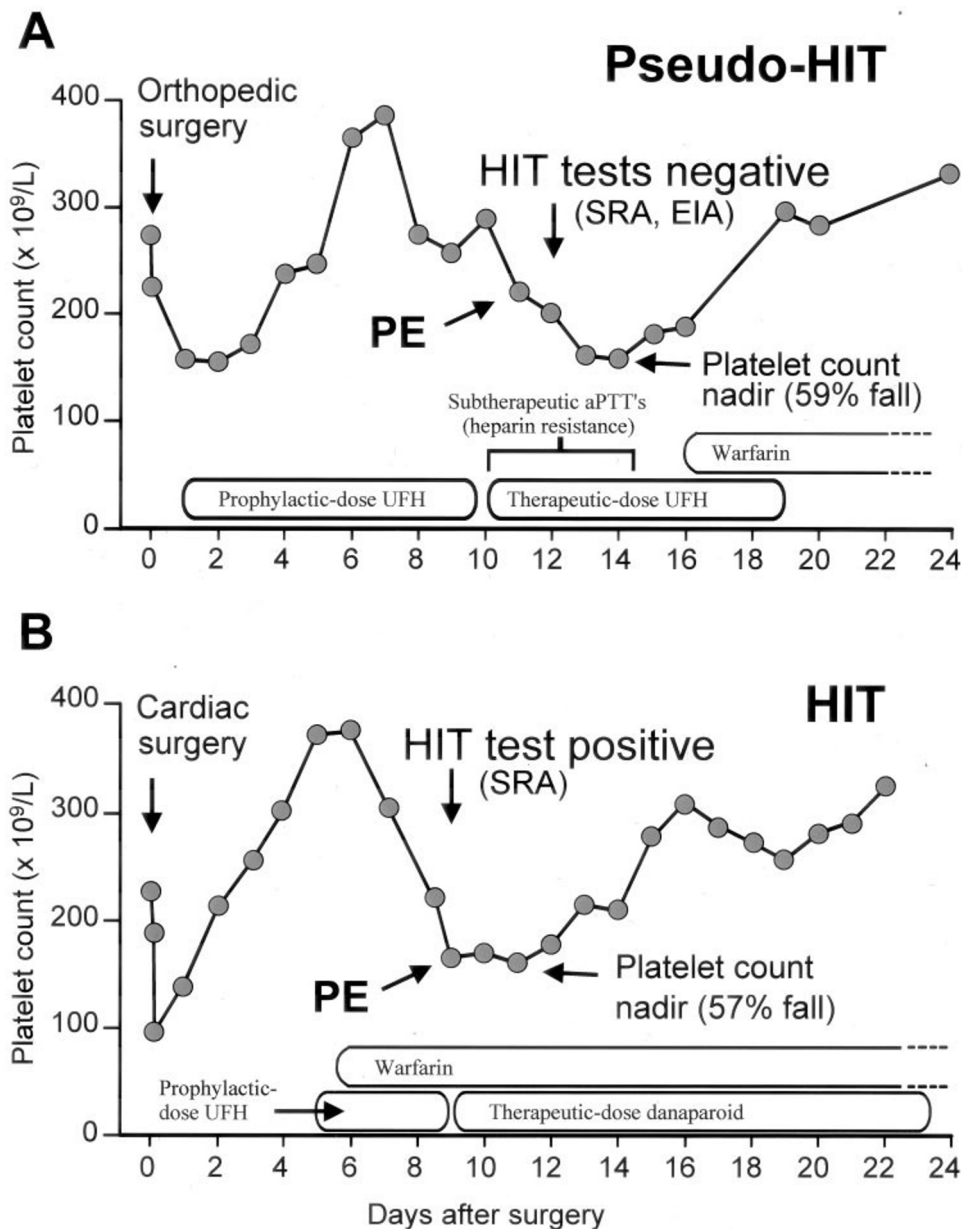 A
Pseudo-HIT
Platelet count (x 10⁹/L)
400
300
200
100
0
Orthopedic
surgery
HIT tests negative
(SRA, EIA)
PE
Platelet count
nadir (59% fall)
Subtherapeutic aPTT's
(heparin resistance)
Warfarin
Prophylactic-dose UFH
Therapeutic-dose UFH
0 2 4 6 8 10 12 14 16 18 20 22 24
B
HIT
Platelet count (x 10⁹/L)
400
300
200
100
0
Cardiac
surgery
HIT test positive
(SRA)
PE
Platelet count
nadir (57% fall)
Warfarin
Prophylactic-
dose UFH
Therapeutic-dose danaparoid
0 2 4 6 8 10 12 14 16 18 20 22 24
Days after surgery